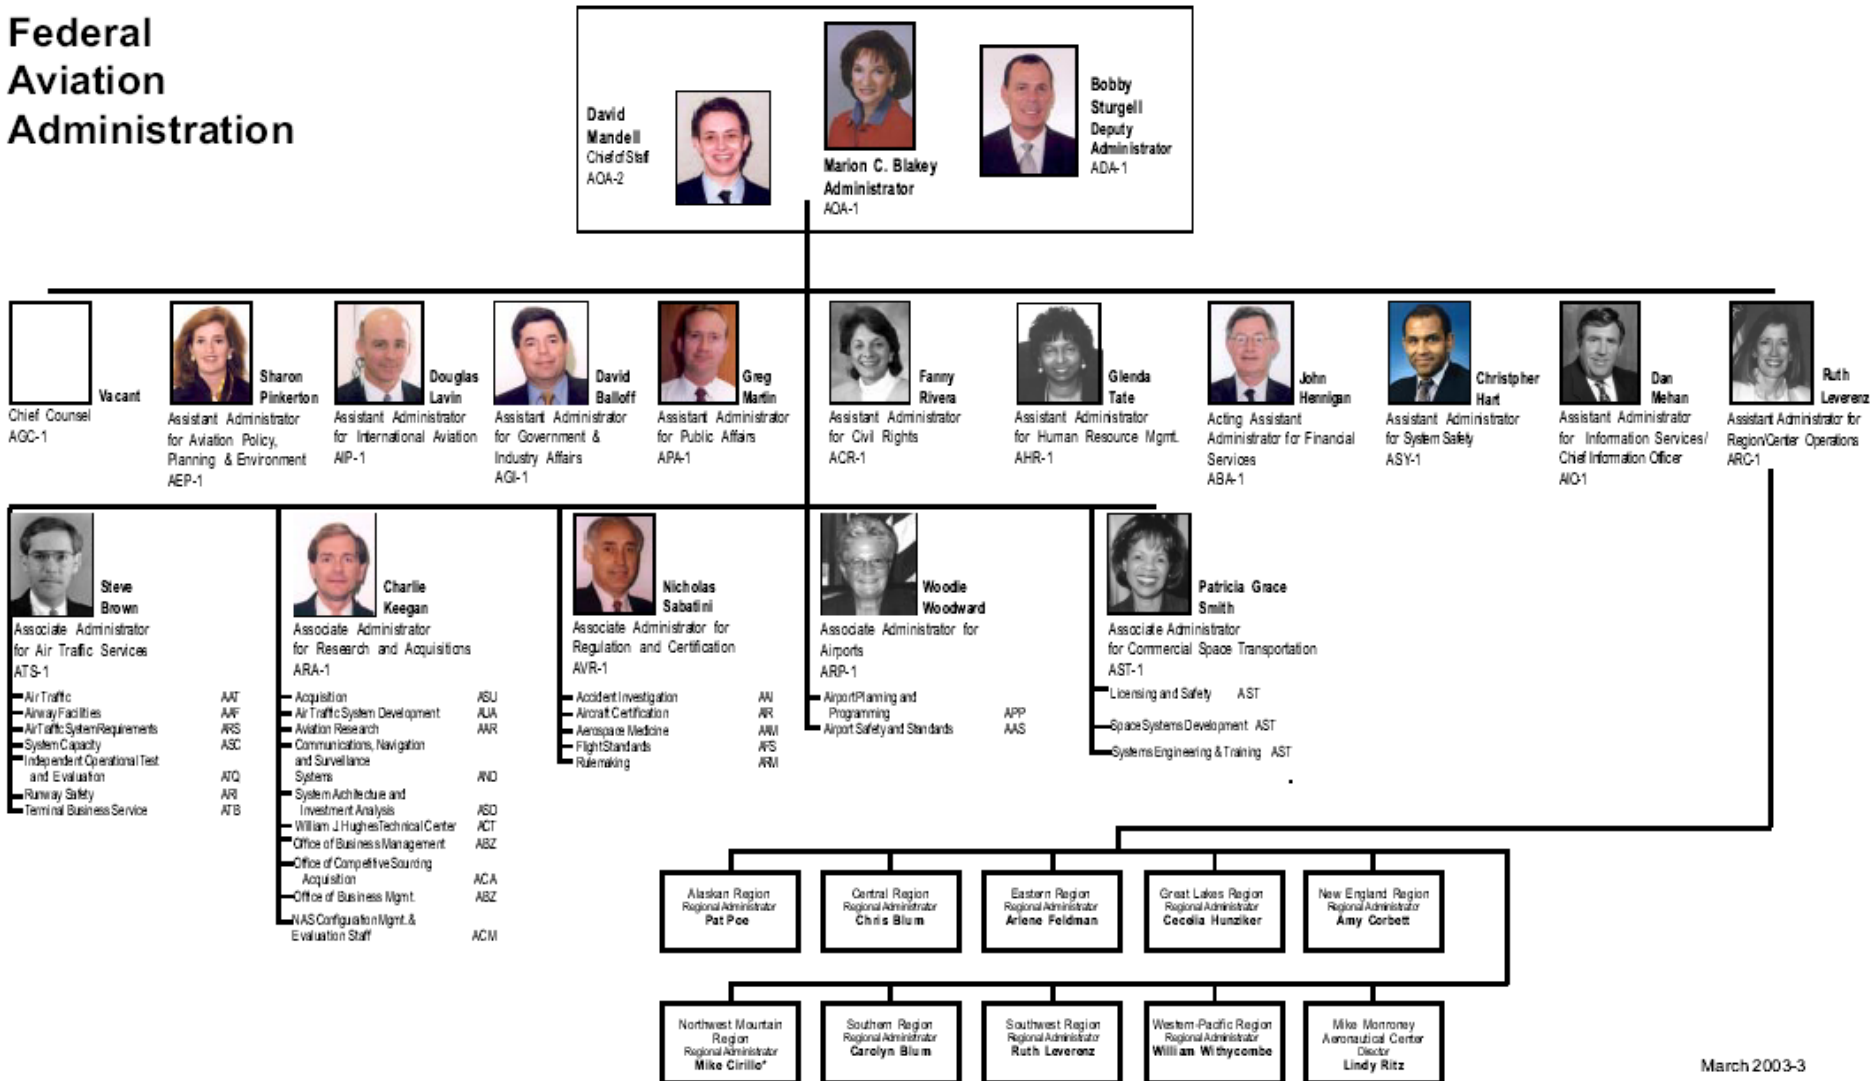 Federal
Aviation
Administration
David
Mandell
Chief of Staff
AOA-2
Marion C. Blakey
Administrator
AOA-1
Bobby
Sturgell
Deputy
Administrator
ADA-1
Vacant
Chief Counsel
AGC-1
Sharon
Pinkerton
Assistant Administrator
for Aviation Policy,
Planning & Environment
AEP-1
Douglas
Lavin
Assistant Administrator
for International Aviation
AIP-1
David
Balloff
Assistant Administrator
for Government &
Industry Affairs
AGI-1
Greg
Martin
Assistant Administrator
for Public Affairs
APA-1
Fanny
Rivera
Assistant Administrator
for Civil Rights
ACR-1
Glenda
Tate
Assistant Administrator
for Human Resource Mgmt.
AHR-1
John
Hennigan
Acting Assistant
Administrator for Financial
Services
ABA-1
Christpher
Hart
Assistant Administrator
for System Safety
ASY-1
Dan
Mehan
Assistant Administrator
for Information Services/
Chief Information Officer
AIO-1
Ruth
Leverenz
Assistant Administrator for
Region/Center Operations
ARC-1
Steve
Brown
Associate Administrator
for Air Traffic Services
ATS-1
Air Traffic AAT
Airway Facilities AAF
Air Traffic System Requirements ARS
System Capacity ASC
Independent Operational Test
and Evaluation ATQ
Runway Safety ARI
Terminal Business Service ATB
Charlie
Keegan
Associate Administrator
for Research and Acquisitions
ARA-1
Acquisition ASU
Air Traffic System Development AUA
Aviation Research AAR
Communications, Navigation
and Surveillance
Systems AND
System Architecture and
Investment Analysis ASD
William J. Hughes Technical Center ACT
Office of Business Management ABZ
Office of Competitive Sourcing
Acquisition ACA
Office of Business Mgmt. ABZ
NAS Configuration Mgmt. &
Evaluation Staff ACM
Nicholas
Sabatini
Associate Administrator for
Regulation and Certification
AVR-1
Accident Investigation AAI
Aircraft Certification AIR
Aerospace Medicine AAM
Flight Standards AFS
Rulemaking ARM
Woodie
Woodward
Associate Administrator for
Airports
ARP-1
Airport Planning and
Programming APP
Airport Safety and Standards AAS
Patricia Grace
Smith
Associate Administrator
for Commercial Space Transportation
AST-1
Licensing and Safety AST
Space Systems Development AST
Systems Engineering & Training AST
Alaskan Region
Regional Administrator
Pat Poe
Central Region
Regional Administrator
Chris Blum
Eastern Region
Regional Administrator
Arlene Feldman
Great Lakes Region
Regional Administrator
Cecelia Hunziker
New England Region
Regional Administrator
Amy Corbett
Northwest Mountain
Region
Regional Administrator
Mike Cirillo*
Southern Region
Regional Administrator
Carolyn Blum
Southwest Region
Regional Administrator
Ruth Leverenz
Western-Pacific Region
Regional Administrator
William Withycombe
Mike Monroney
Aeronautical Center
Director
Lindy Ritz
March 2003-3